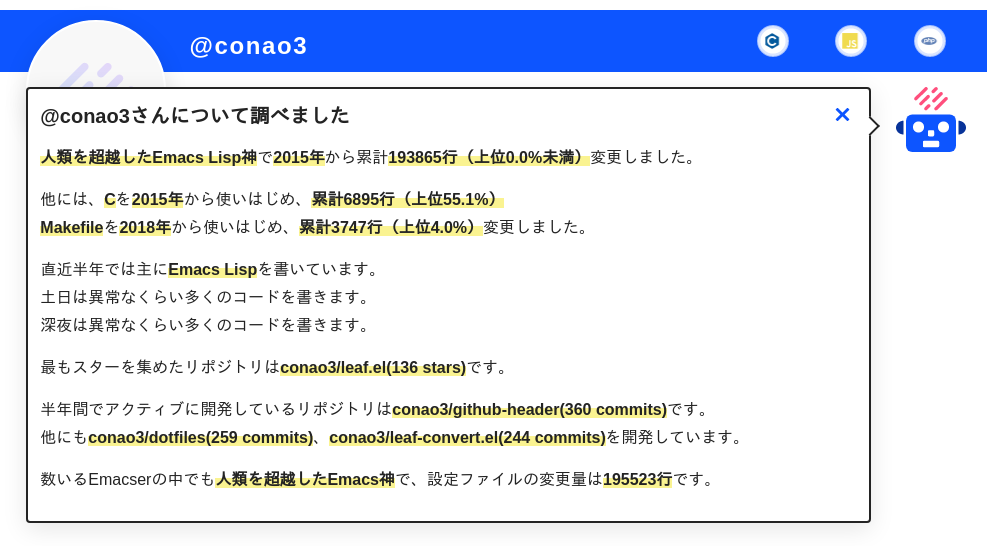 @conao3
C
JS
php
@conao3さんについて調べました
×
人類を超越したEmacs Lisp神で2015年から累計193865行（上位0.0%未満）変更しました。
他には、Cを2015年から使いはじめ、累計6895行（上位55.1%）
Makefileを2018年から使いはじめ、累計3747行（上位4.0%）変更しました。
直近半年では主にEmacs Lispを書いています。
土日は異常なくらい多くのコードを書きます。
深夜は異常なくらい多くのコードを書きます。
最もスターを集めたリポジトリはconao3/leaf.el(136 stars)です。
半年間でアクティブに開発しているリポジトリはconao3/github-header(360 commits)です。
他にもconao3/dotfiles(259 commits)、conao3/leaf-convert.el(244 commits)を開発しています。
数いるEmacserの中でも人類を超越したEmacs神で、設定ファイルの変更量は195523行です。